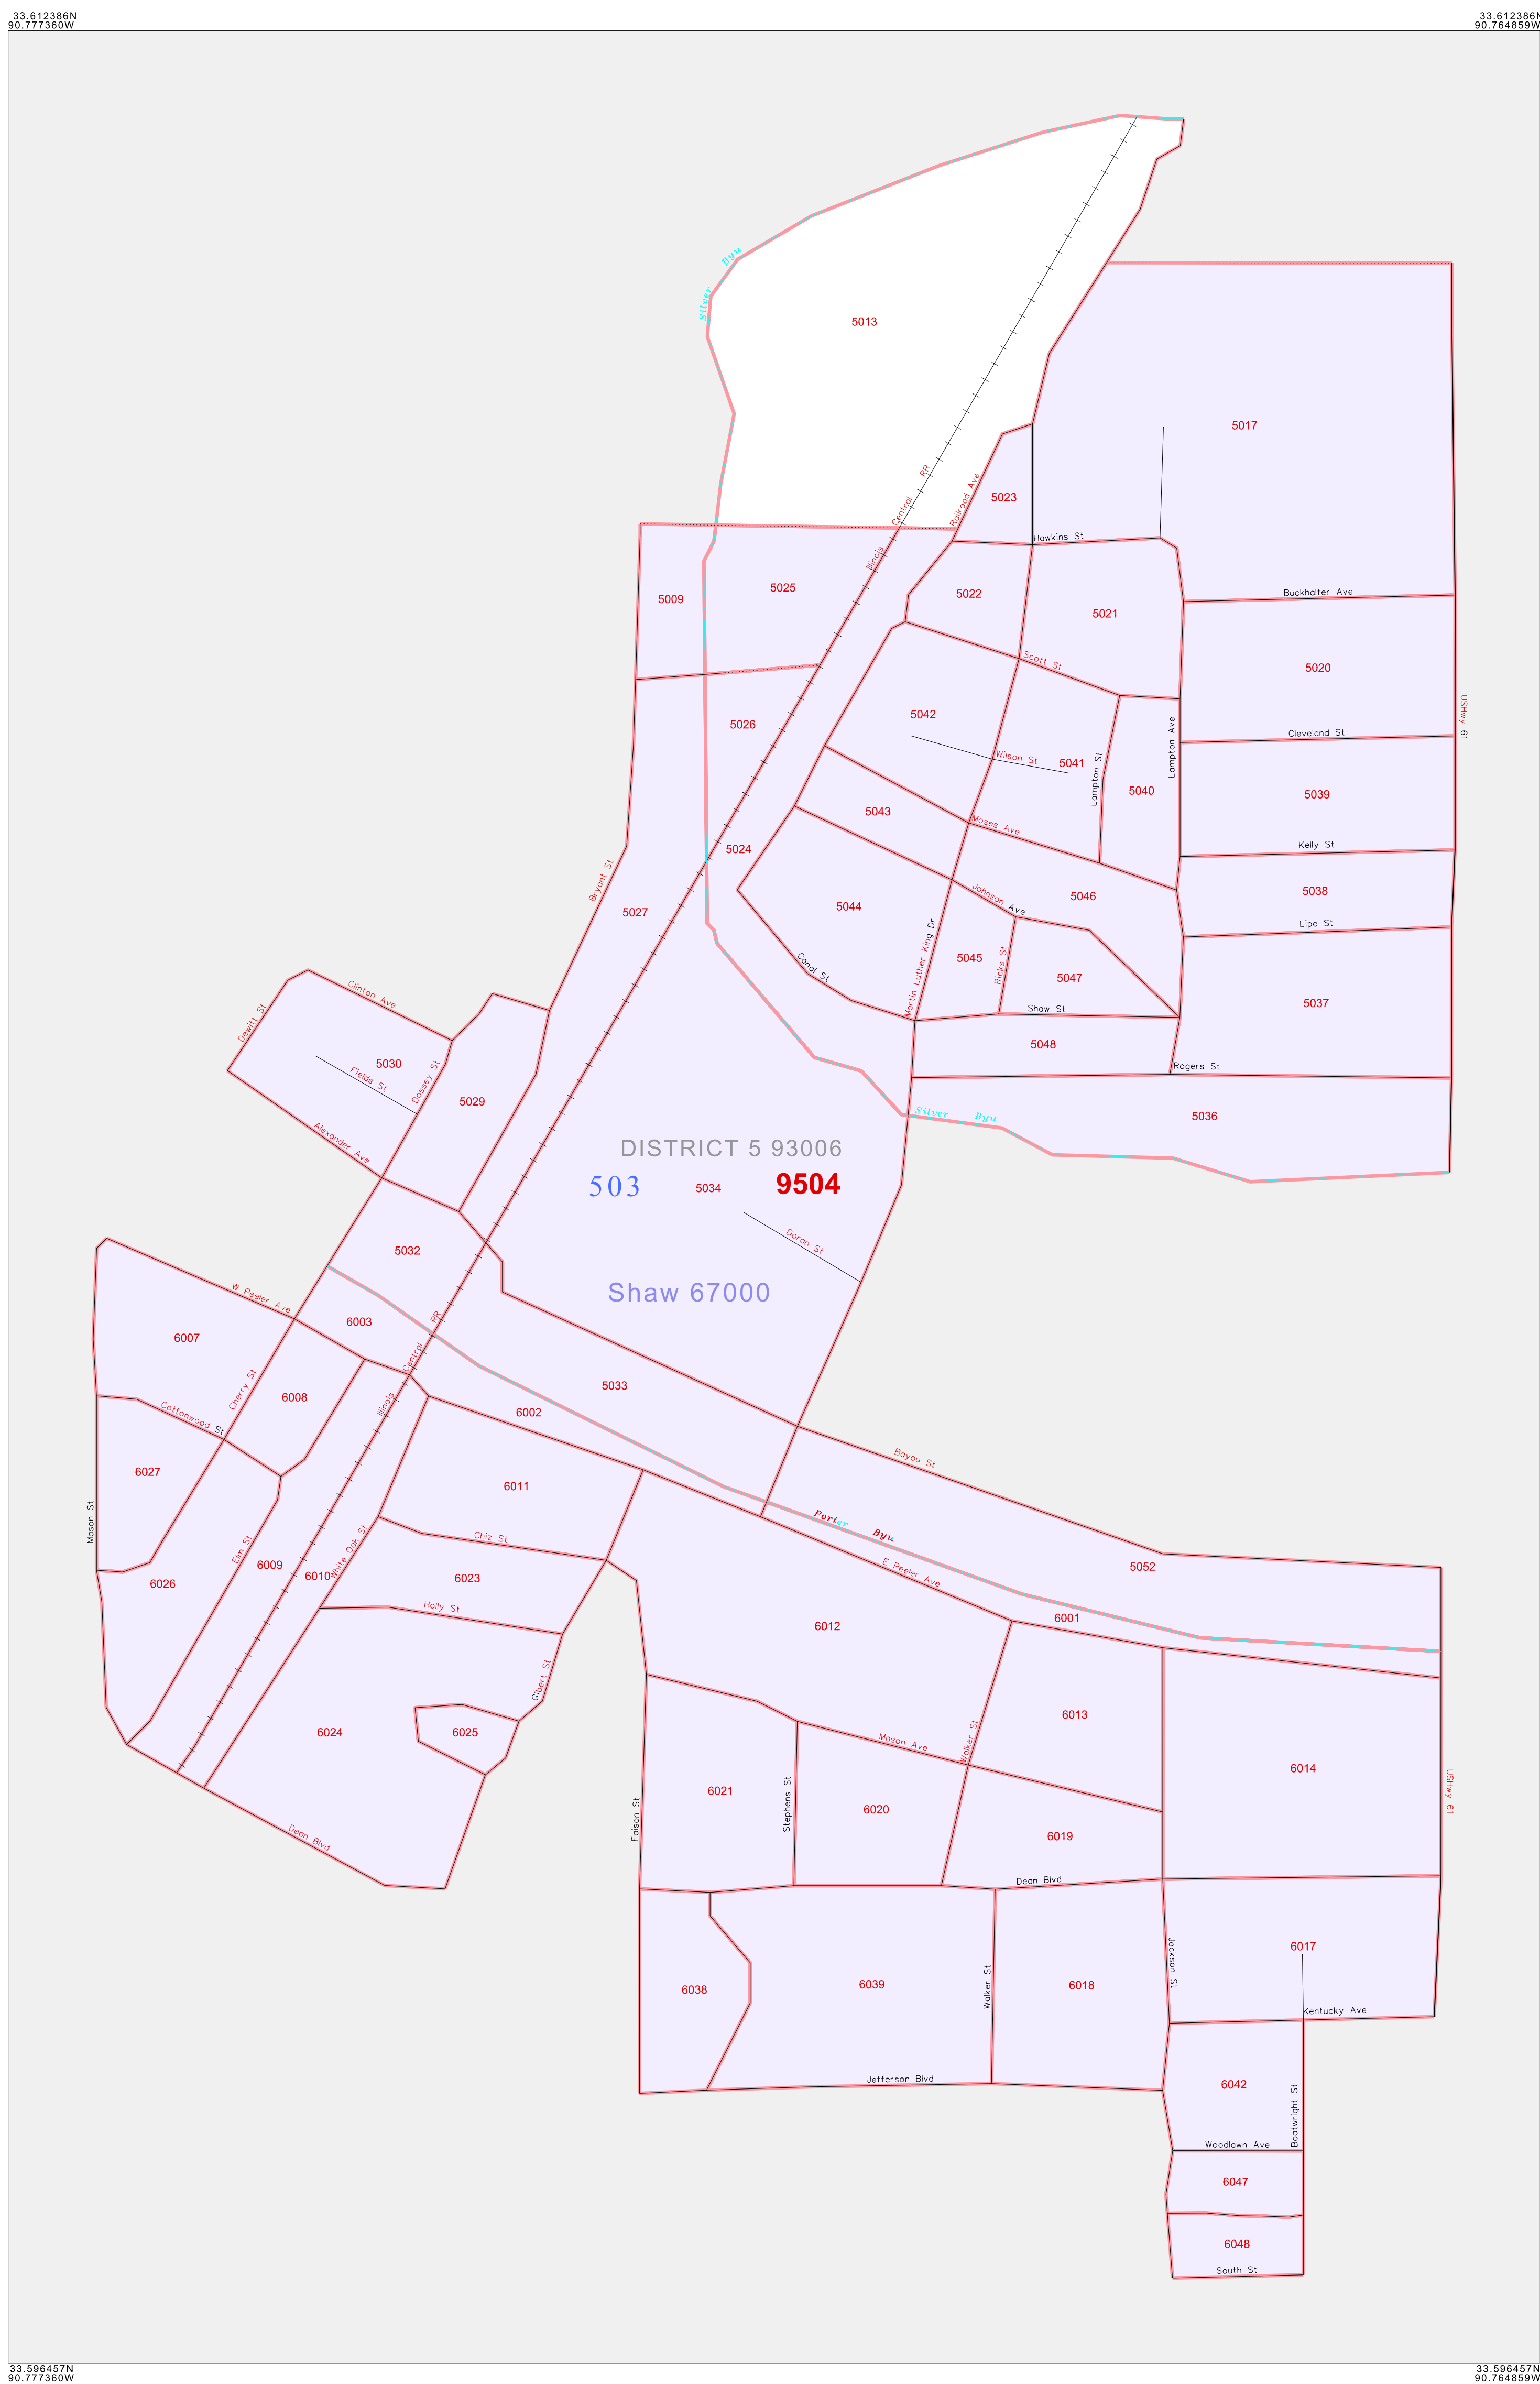 33.612386N
90.777360W
33.612386N
90.764859W
Silver Byu
5013
5017
Illinois Central RR
Railroad Ave
5023
Hawkins St
5009
5025
5022
5021
Buckhalter Ave
5020
Scott St
USHwy 61
5026
5042
Wilson St
5041
Lampton St
5040
Lampton Ave
Cleveland St
5039
5024
5043
Moses Ave
Kelly St
5038
Bryant St
5027
5044
Johnson Ave
5046
Lipe St
Canal St
Martin Luther King Dr
5045
Ricks St
5047
5037
Shaw St
5048
Rogers St
Dewitt St
Clinton Ave
5030
Fields St
Dossey St
5029
Alexander Ave
Silver Dyu
5036
DISTRICT 5 93006
503
5034
9504
Doran St
Shaw 67000
5032
W Peeler Ave
6003
Illinois Central RR
6007
Cherry St
6008
5033
6002
Cottonwood St
6027
6011
Bayou St
Mason St
Porter Byu
Chiz St
E Peeler Ave
5052
Elm St
6009
6010
White Oak St
6023
6026
Holly St
6001
6012
Gibert St
6024
6025
6013
Mason Ave
Walker St
6014
USHwy 61
6021
Stephens St
6020
Faison St
Dean Blvd
6019
Dean Blvd
6038
6039
Walker St
6018
Jackson St
6017
Kentucky Ave
Jefferson Blvd
6042
Boatwright St
Woodlawn Ave
6047
6048
South St
33.596457N
90.777360W
33.596457N
90.764859W